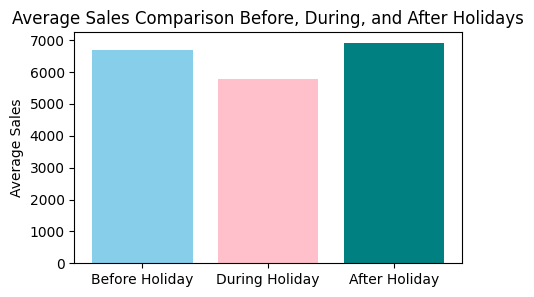 Average Sales Comparison Before, During, and After Holidays
Average Sales
7000
6000
5000
4000
3000
2000
1000
0
Before Holiday
During Holiday
After Holiday